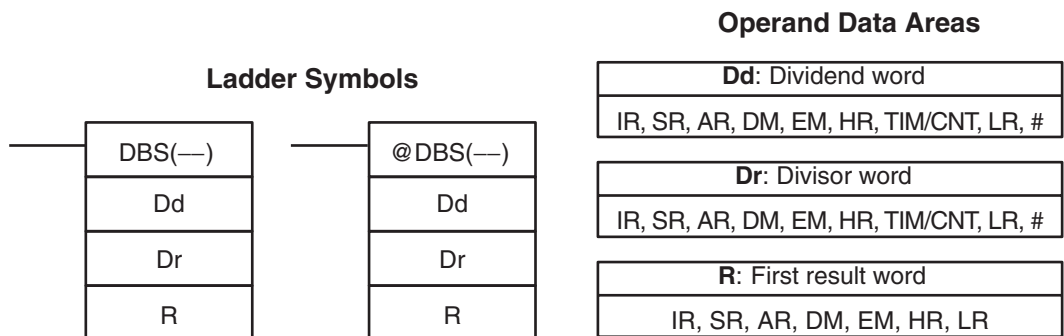 Operand Data Areas
Ladder Symbols
DBS(−−)
Dd
Dr
R
@DBS(−−)
Dd
Dr
R
Dd: Dividend word
IR, SR, AR, DM, EM, HR, TIM/CNT, LR, #
Dr: Divisor word
IR, SR, AR, DM, EM, HR, TIM/CNT, LR, #
R: First result word
IR, SR, AR, DM, EM, HR, LR